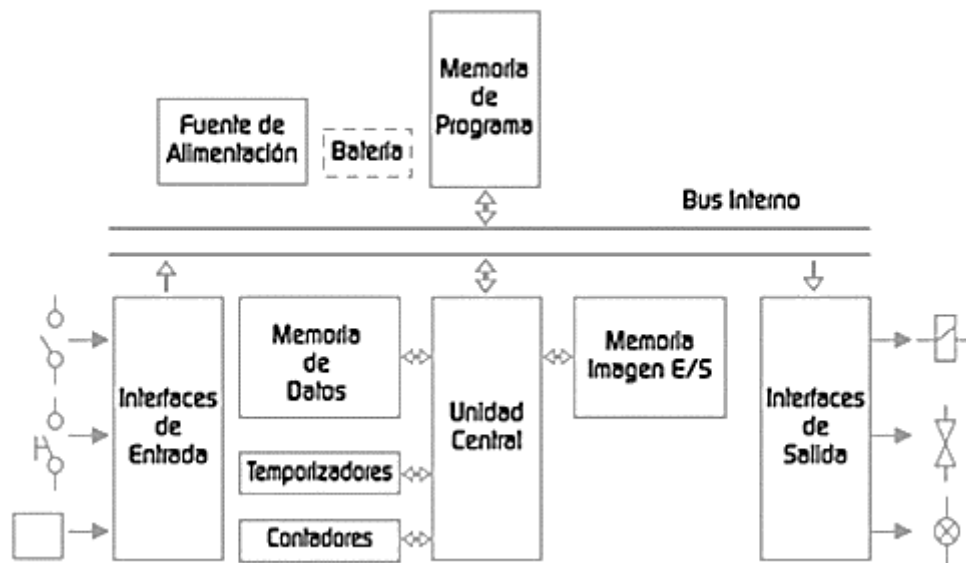 Memoria
de
Programa
Fuente de
Alimentación
Batería
Bus Interno
Interfaces
de
Entrada
Memoria
de
Datos
Temporizadores
Contadores
Unidad
Central
Memoria
Imagen E/S
Interfaces
de
Salida